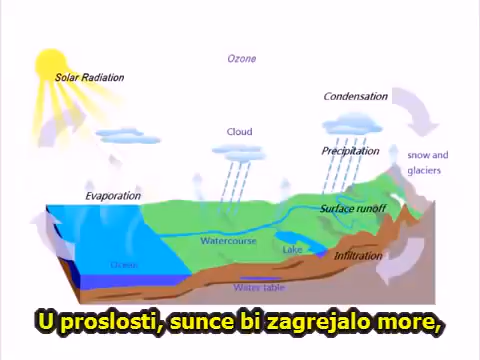 Ozone
Solar Radiation
Condensation
Cloud
Precipitation
snow and
glaciers
Evaporation
Surface runoff
Watercourse
Lake
Infiltration
Ocean
Water table
U proslosti, sunce bi zagrejalo more,